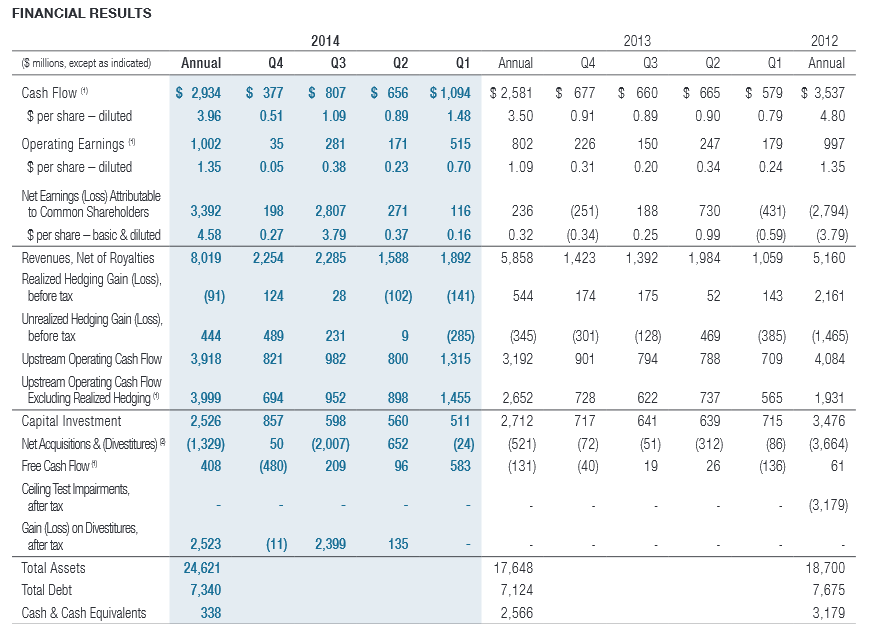 FINANCIAL RESULTS
2014 2013 2012
($ millions, except as indicated) Annual Q4 Q3 Q2 Q1 Annual Q4 Q3 Q2 Q1 Annual
Cash Flow (1) $ 2,934 $ 377 $ 807 $ 656 $ 1,094 $ 2,581 $ 677 $ 660 $ 665 $ 579 $ 3,537
$ per share – diluted 3.96 0.51 1.09 0.89 1.48 3.50 0.91 0.89 0.90 0.79 4.80
Operating Earnings (1) 1,002 35 281 171 515 802 226 150 247 179 997
$ per share – diluted 1.35 0.05 0.38 0.23 0.70 1.09 0.31 0.20 0.34 0.24 1.35
Net Earnings (Loss) Attributable
to Common Shareholders 3,392 198 2,807 271 116 236 (251) 188 730 (431) (2,794)
$ per share – basic & diluted 4.58 0.27 3.79 0.37 0.16 0.32 (0.34) 0.25 0.99 (0.59) (3.79)
Revenues, Net of Royalties 8,019 2,254 2,285 1,588 1,892 5,858 1,423 1,392 1,984 1,059 5,160
Realized Hedging Gain (Loss),
before tax (91) 124 28 (102) (141) 544 174 175 52 143 2,161
Unrealized Hedging Gain (Loss),
before tax 444 489 231 9 (285) (345) (301) (128) 469 (385) (1,465)
Upstream Operating Cash Flow 3,918 821 982 800 1,315 3,192 901 794 788 709 4,084
Upstream Operating Cash Flow
Excluding Realized Hedging (1) 3,999 694 952 898 1,455 2,652 728 622 737 565 1,931
Capital Investment 2,526 857 598 560 511 2,712 717 641 639 715 3,476
Net Acquisitions & (Divestitures) (2) (1,329) 50 (2,007) 652 (24) (521) (72) (51) (312) (86) (3,664)
Free Cash Flow (1) 408 (480) 209 96 583 (131) (40) 19 26 (136) 61
Ceiling Test Impairments,
after tax - - - - - - - - - - (3,179)
Gain (Loss) on Divestitures,
after tax 2,523 (11) 2,399 135 - - - - - - -
Total Assets 24,621 17,648 18,700
Total Debt 7,340 7,124 7,675
Cash & Cash Equivalents 338 2,566 3,179